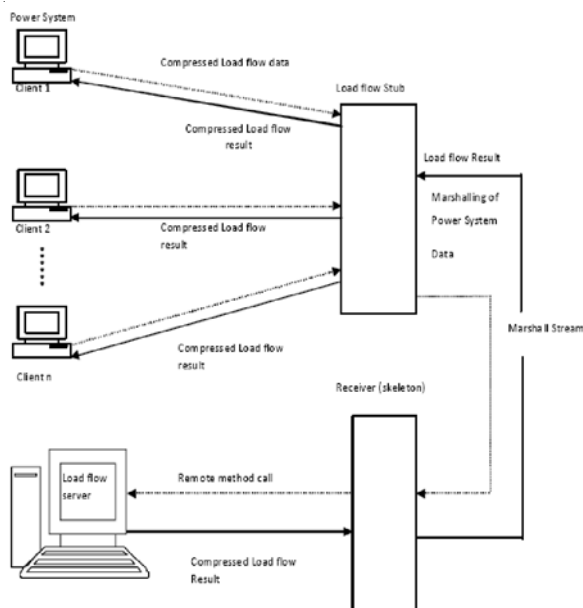 Power System
Compressed Load flow data
Client 1
Load flow Stub
Compressed Load flow
result
Load flow Result
Marshalling of
Power System
Data
Client 2
Compressed Load flow
result
Marshall Stream
Compressed Load flow
result
Client n
Receiver (skeleton)
Load flow
server
Remote method call
Compressed Load flow
Result